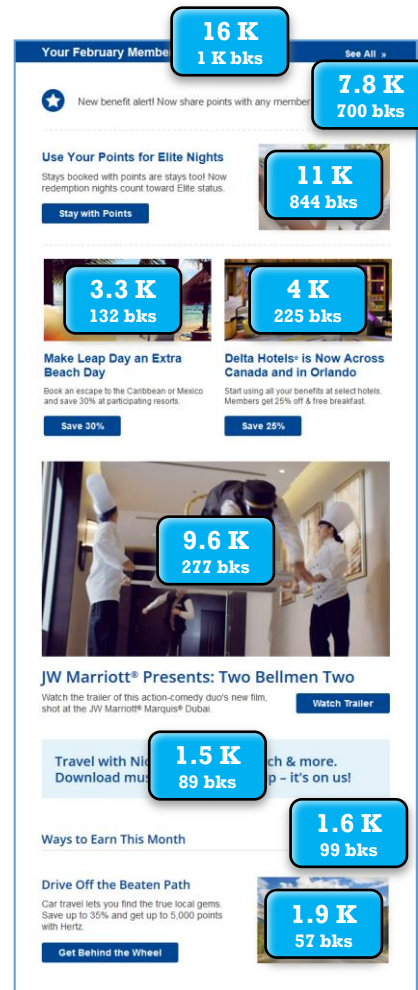 16 K
1 K bks
Your February Membe
See All »
7.8 K
700 bks
New benefit alert! Now share points with any member
Use Your Points for Elite Nights
Stays booked with points are stays too! Now
redemption nights count toward Elite status.
Stay with Points
11 K
844 bks
3.3 K
132 bks
4 K
225 bks
Make Leap Day an Extra
Beach Day
Book an escape to the Caribbean or Mexico
and save 30% at participating resorts.
Save 30%
Delta Hotels® is Now Across
Canada and in Orlando
Start using all your benefits at select hotels.
Members get 25% off & free breakfast.
Save 25%
9.6 K
277 bks
JW Marriott® Presents: Two Bellmen Two
Watch the trailer of this action-comedy duo's new film,
shot at the JW Marriott® Marquis® Dubai.
Watch Trailer
Travel with Ni ch & more.
Download mus p – it's on us!
1.5 K
89 bks
1.6 K
99 bks
Ways to Earn This Month
Drive Off the Beaten Path
Car travel lets you find the true local gems.
Save up to 35% and get up to 5,000 points
with Hertz.
Get Behind the Wheel
1.9 K
57 bks